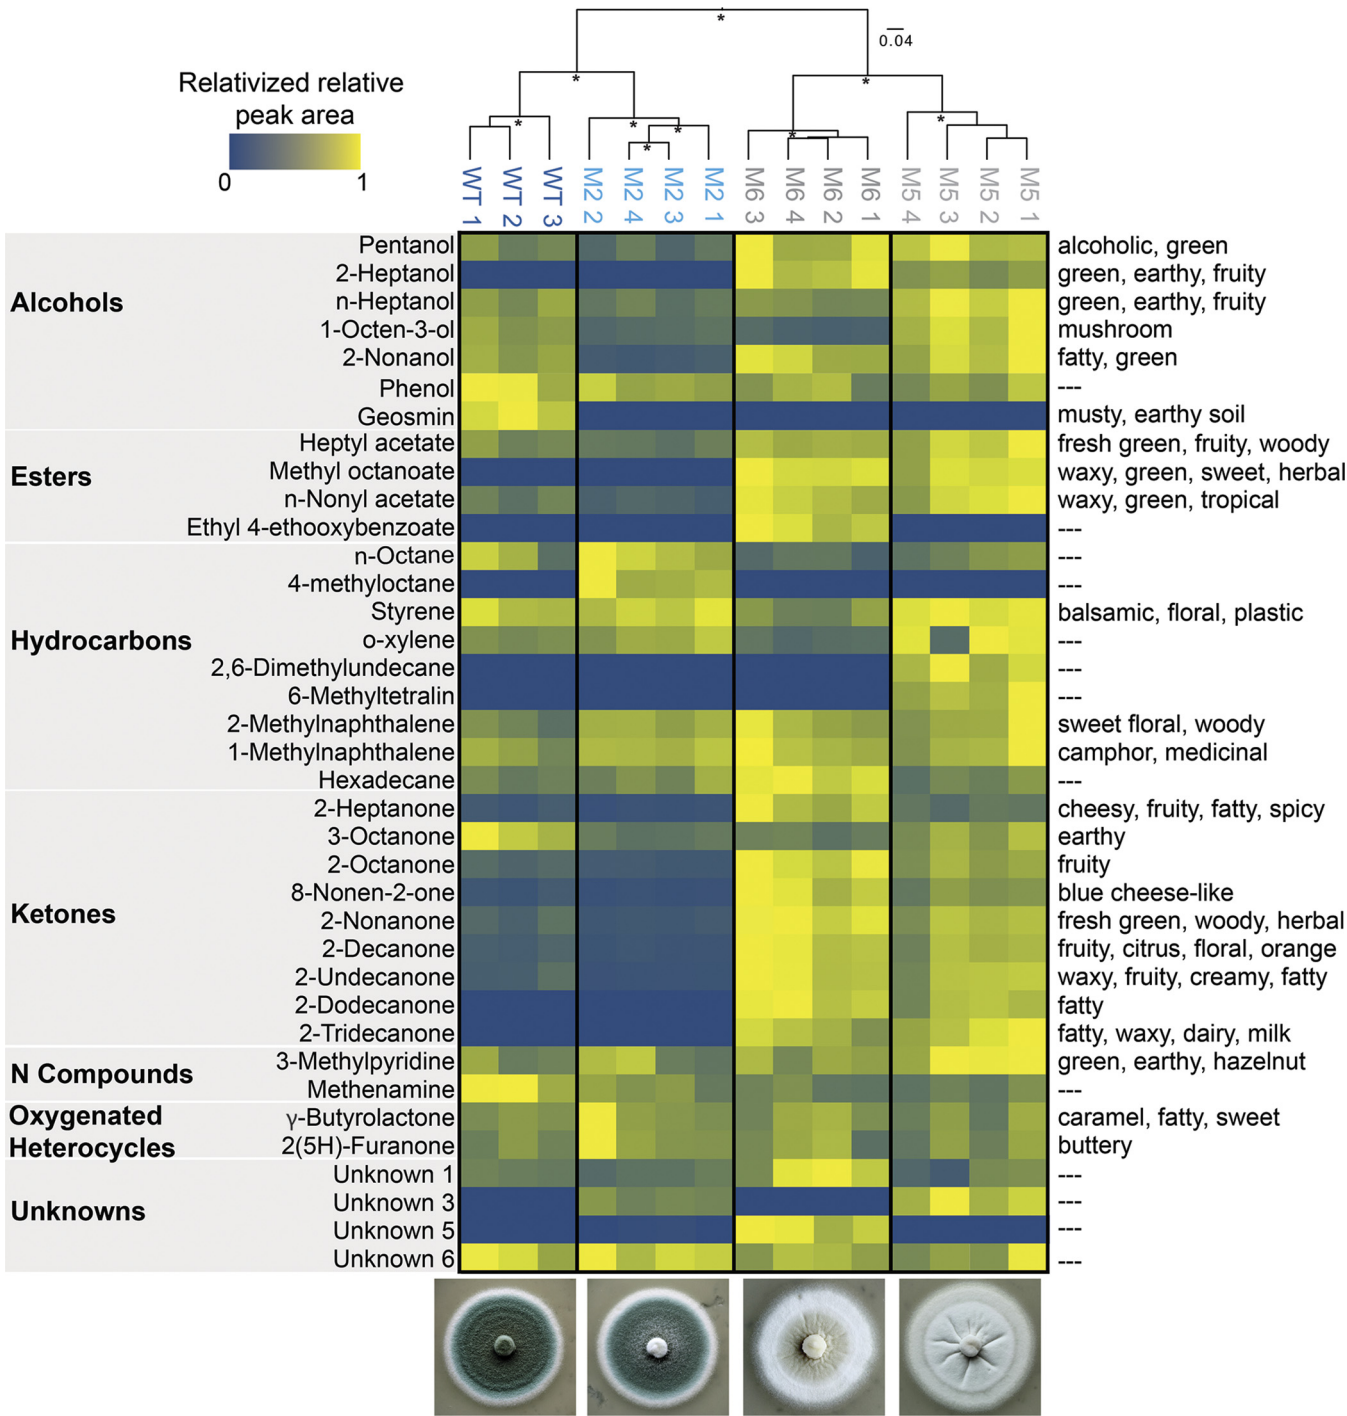 *
0.04
Relativized relative
peak area
0 1
* *
* * * * * *
WT 1 WT 2 WT 3 M2 2 M2 4 M2 3 M2 1 M6 3 M6 4 M6 2 M6 1 M5 4 M5 3 M5 2 M5 1
Alcohols
Pentanol alcoholic, green
2-Heptanol green, earthy, fruity
n-Heptanol green, earthy, fruity
1-Octen-3-ol mushroom
2-Nonanol fatty, green
Phenol ---
Geosmin musty, earthy soil
Esters
Heptyl acetate fresh green, fruity, woody
Methyl octanoate waxy, green, sweet, herbal
n-Nonyl acetate waxy, green, tropical
Ethyl 4-ethooxybenzoate ---
Hydrocarbons
n-Octane ---
4-methyloctane ---
Styrene balsamic, floral, plastic
o-xylene ---
2,6-Dimethylundecane ---
6-Methyltetralin ---
2-Methylnaphthalene sweet floral, woody
1-Methylnaphthalene camphor, medicinal
Hexadecane ---
Ketones
2-Heptanone cheesy, fruity, fatty, spicy
3-Octanone earthy
2-Octanone fruity
8-Nonen-2-one blue cheese-like
2-Nonanone fresh green, woody, herbal
2-Decanone fruity, citrus, floral, orange
2-Undecanone waxy, fruity, creamy, fatty
2-Dodecanone fatty
2-Tridecanone fatty, waxy, dairy, milk
N Compounds
3-Methylpyridine green, earthy, hazelnut
Methenamine ---
Oxygenated
Heterocycles
γ-Butyrolactone caramel, fatty, sweet
2(5H)-Furanone buttery
Unknowns
Unknown 1 ---
Unknown 3 ---
Unknown 5 ---
Unknown 6 ---